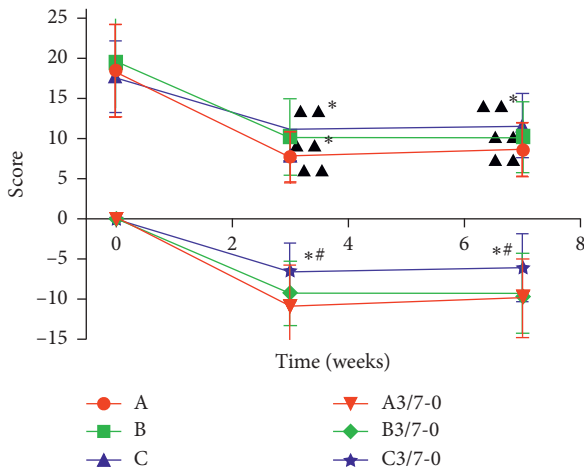 25
20
▲▲*
▲▲*
15
10
▲▲*
▲▲
5
▲▲
▲▲
Score
0
0
2
4
6
8
*#
*#
−5
−10
−15
Time (weeks)
A
A3/7-0
B
B3/7-0
C
C3/7-0